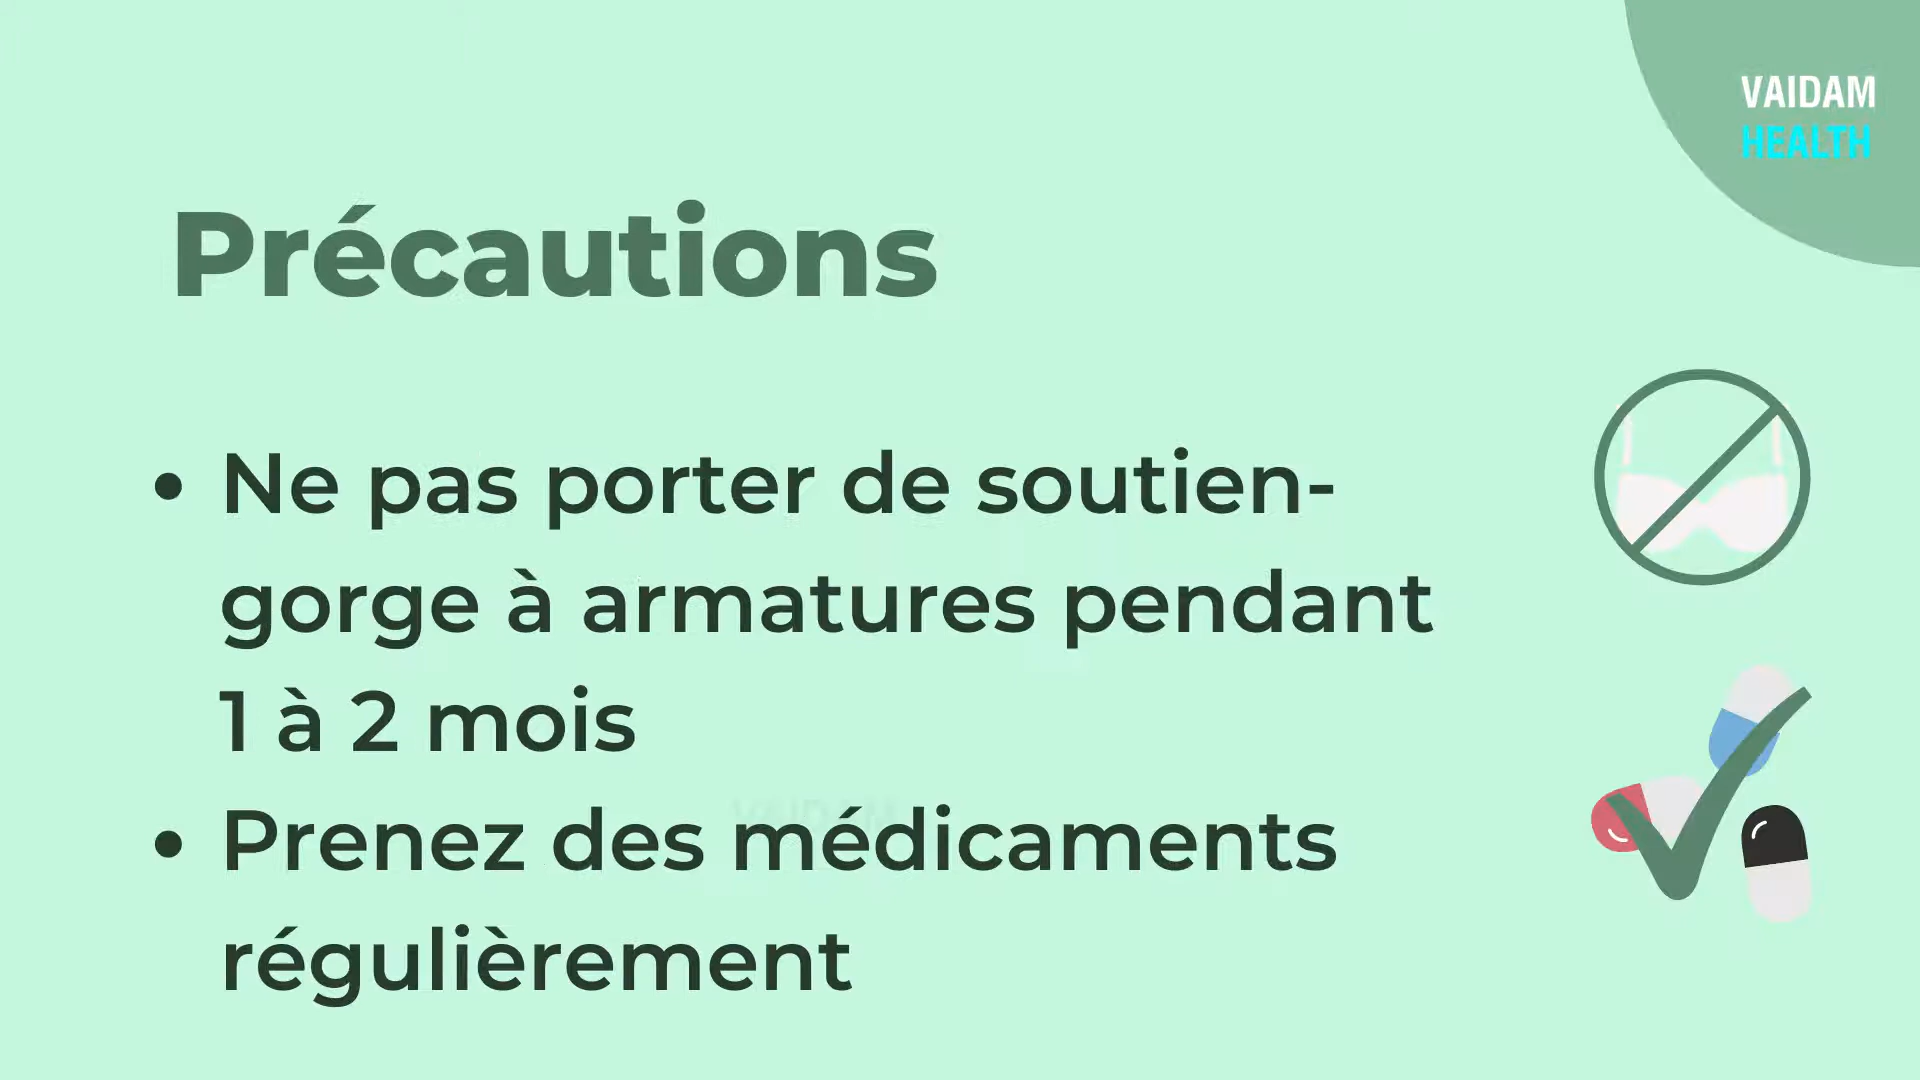 VAIDAM
HEALTH
Précautions
• Ne pas porter de soutien-
gorge à armatures pendant
1 à 2 mois
• Prenez des médicaments
régulièrement